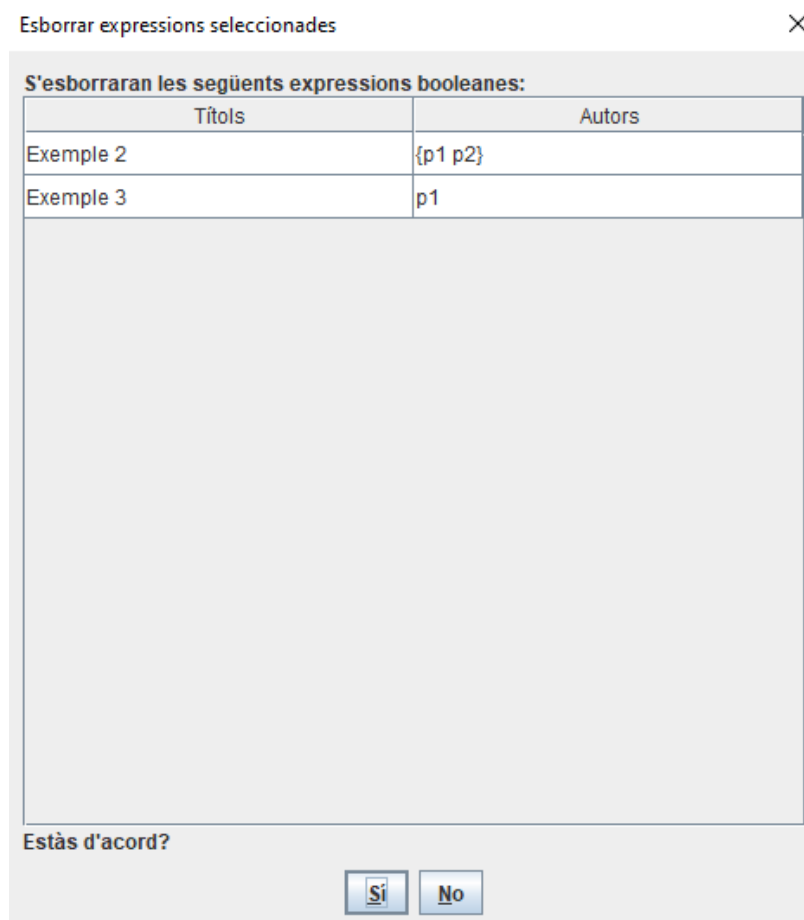 Esborrar expressions seleccionades
S'esborraran les següents expressions booleanes:
Títols Autors
Exemple 2 {p1 p2}
Exemple 3 p1
Estàs d'acord?
Sí No